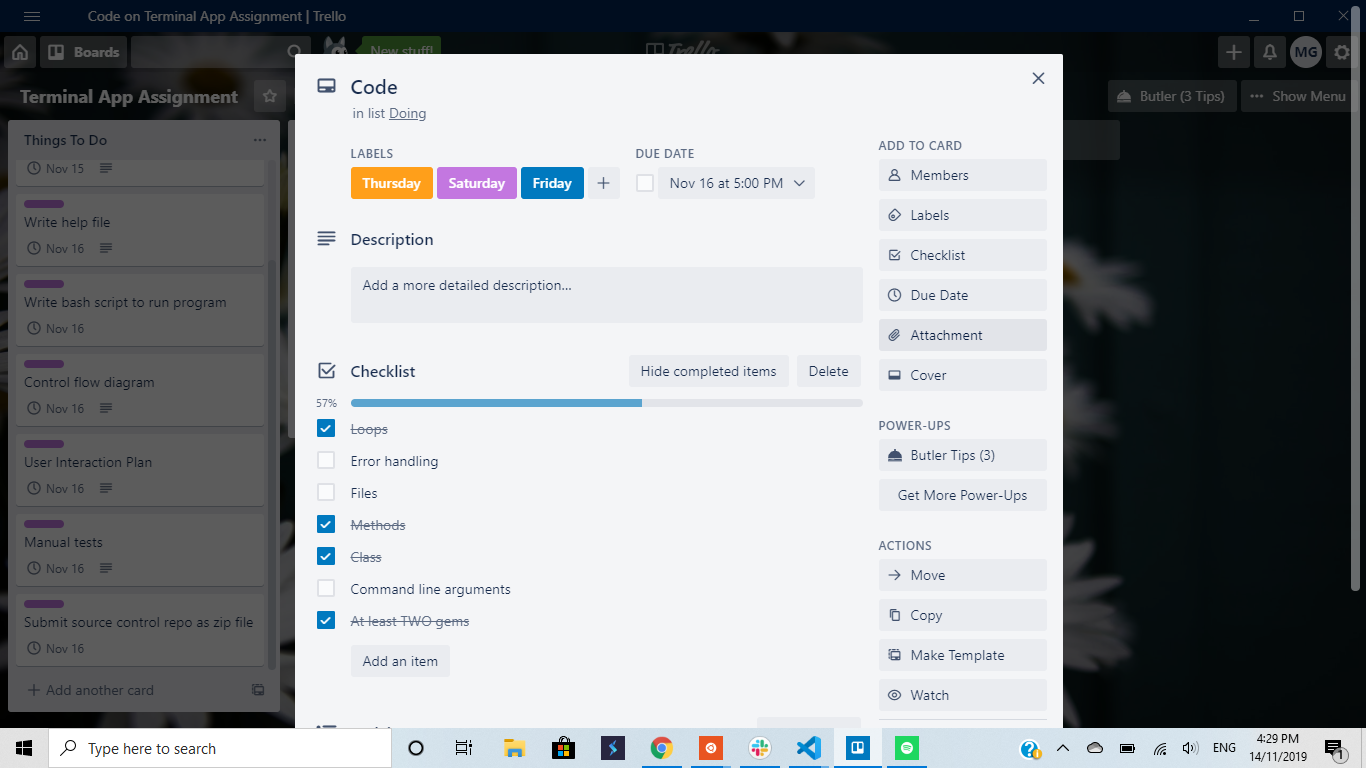 Code on Terminal App Assignment | Trello
Boards
New stuff!
Trello
MG
Terminal App Assignment
Butler (3 Tips)
Show Menu
Things To Do
Nov 15
Write help file
Nov 16
Write bash script to run program
Nov 16
Control flow diagram
Nov 16
User Interaction Plan
Nov 16
Manual tests
Nov 16
Submit source control repo as zip file
Nov 16
Add another card
Code
in list Doing
LABELS
Thursday Saturday Friday
DUE DATE
Nov 16 at 5:00 PM
Description
Add a more detailed description...
Checklist
Hide completed items
Delete
57%
Loops
Error handling
Files
Methods
Class
Command line arguments
At least TWO gems
Add an item
ADD TO CARD
Members
Labels
Checklist
Due Date
Attachment
Cover
POWER-UPS
Butler Tips (3)
Get More Power-Ups
ACTIONS
Move
Copy
Make Template
Watch
Type here to search
ENG
4:29 PM
14/11/2019
1